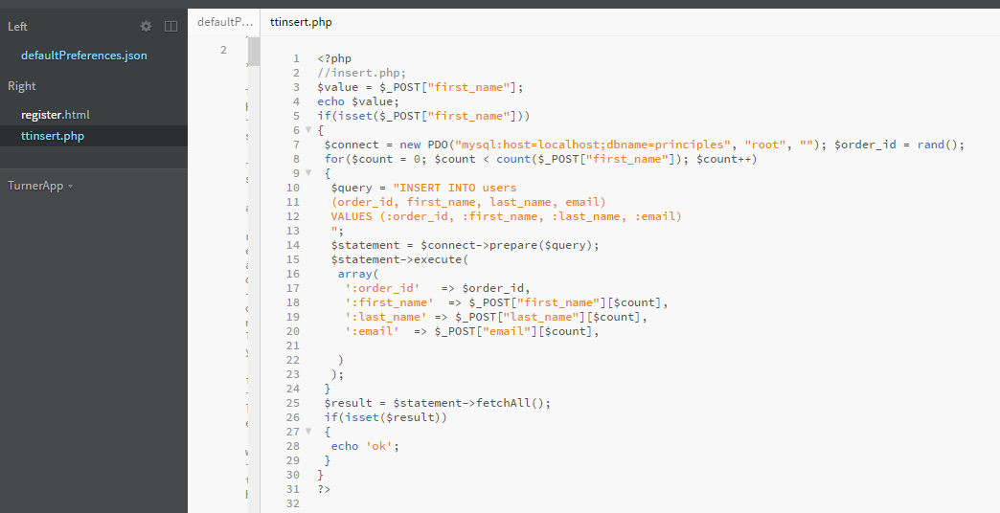 Left
defaultPreferences.json
Right
register.html
ttinsert.php
TurnerApp
defaultP...
ttinsert.php
2
1 <?php
2 //insert.php;
3 $value = $_POST["first_name"];
4 echo $value;
5 if(isset($_POST["first_name"]))
6 {
7 $connect = new PDO("mysql:host=localhost;dbname=principles", "root", ""); $order_id = rand();
8 for($count = 0; $count < count($_POST["first_name"]); $count++)
9 {
10 $query = "INSERT INTO users
11 (order_id, first_name, last_name, email)
12 VALUES (:order_id, :first_name, :last_name, :email)
13 ";
14 $statement = $connect->prepare($query);
15 $statement->execute(
16 array(
17 ':order_id'   => $order_id,
18 ':first_name'  => $_POST["first_name"][$count],
19 ':last_name' => $_POST["last_name"][$count],
20 ':email'  => $_POST["email"][$count],
21
22 )
23 );
24 }
25 $result = $statement->fetchAll();
26 if(isset($result))
27 {
28 echo 'ok';
29 }
30 }
31 ?>
32